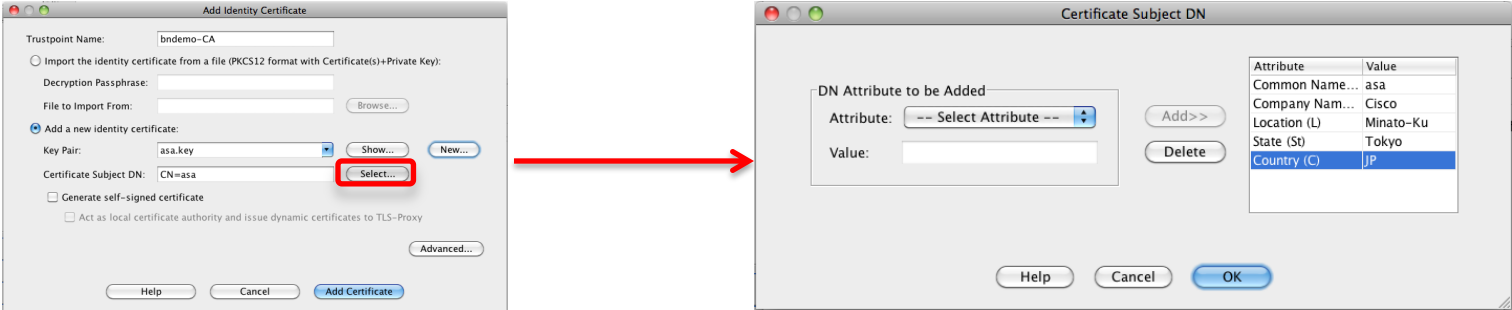 Add Identity Certificate
Trustpoint Name: bndemo-CA
Import the identity certificate from a file (PKCS12 format with Certificate(s)+Private Key):
Decryption Passphrase:
File to Import From: Browse...
Add a new identity certificate:
Key Pair: asa.key Show... New...
Certificate Subject DN: CN=asa Select...
Generate self-signed certificate
Act as local certificate authority and issue dynamic certificates to TLS-Proxy
Advanced...
Help Cancel Add Certificate
Certificate Subject DN
DN Attribute to be Added
Attribute: -- Select Attribute --
Value:
Add>>
Delete
Attribute Value
Common Name... asa
Company Nam... Cisco
Location (L) Minato-Ku
State (St) Tokyo
Country (C) JP
Help Cancel OK